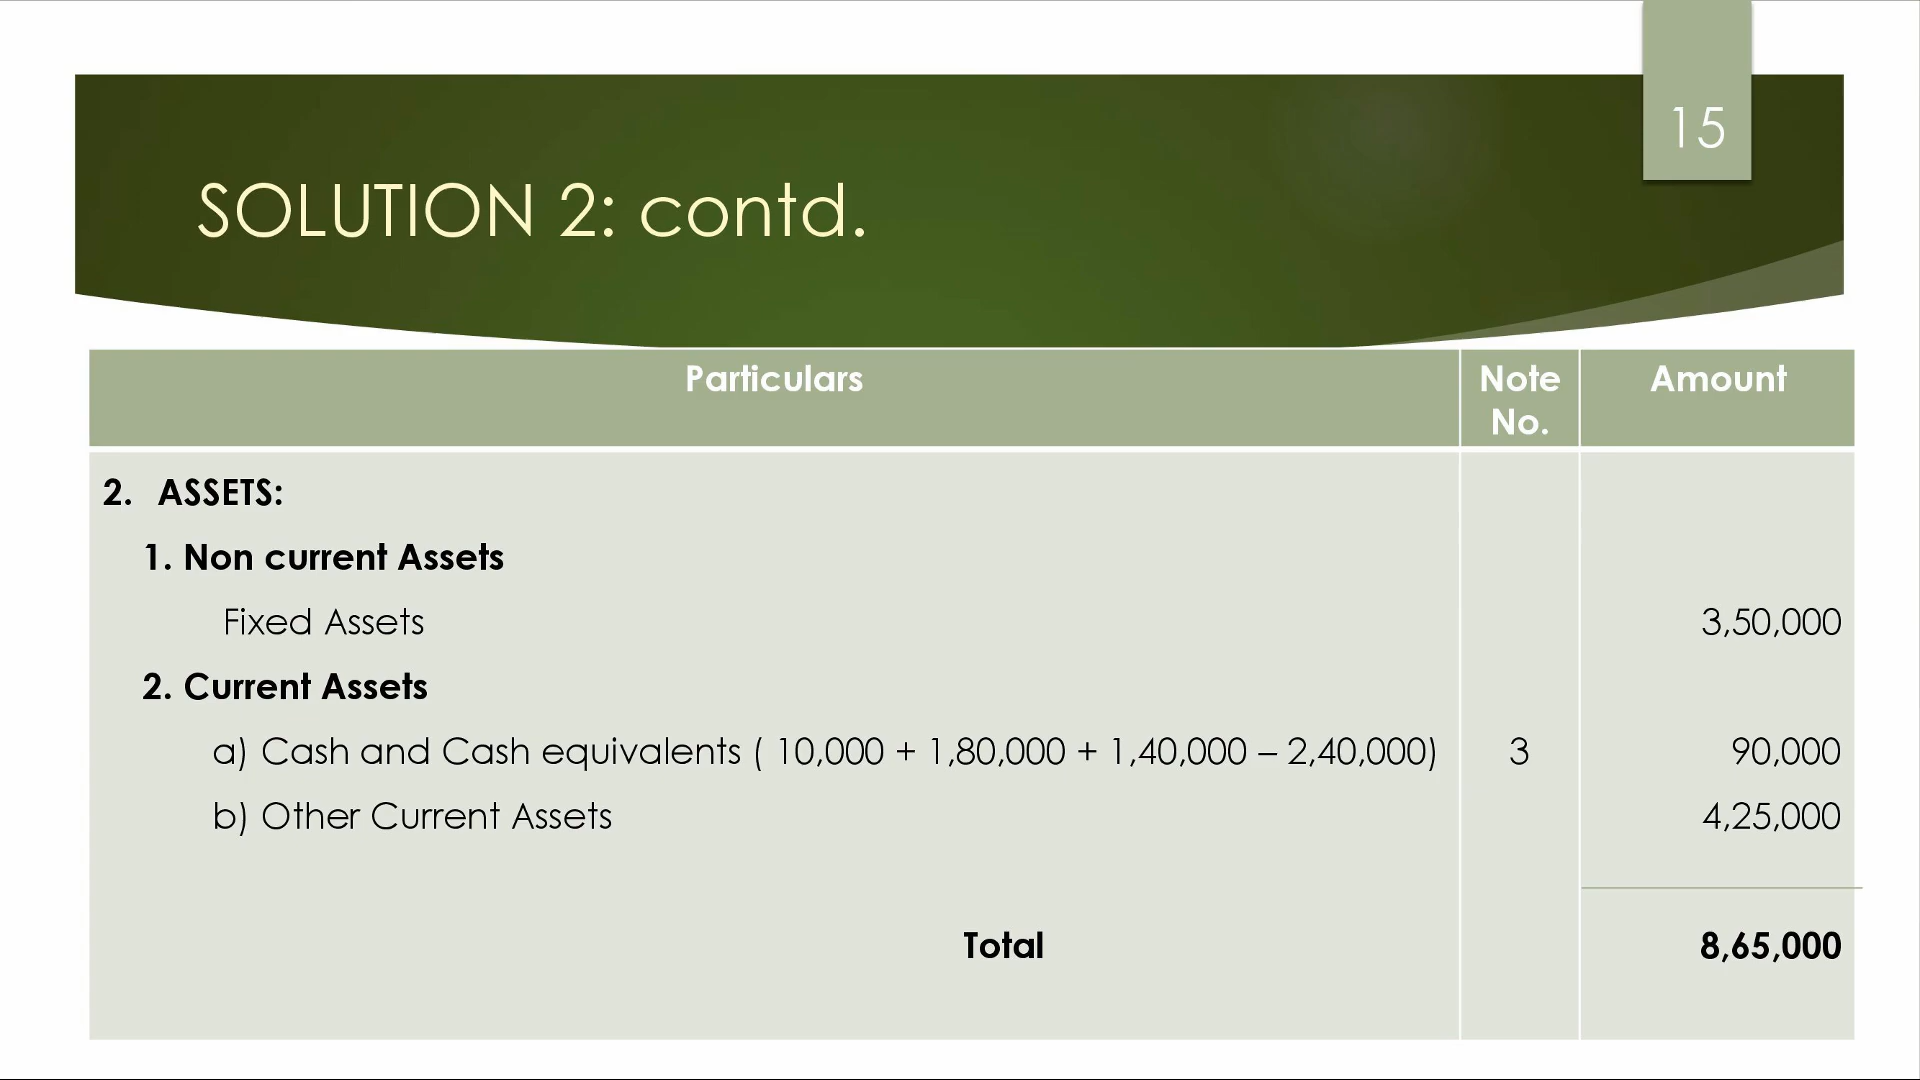 15
SOLUTION 2: contd.
Particulars
Note
No.
Amount
2. ASSETS:
1. Non current Assets
Fixed Assets 3,50,000
2. Current Assets
a) Cash and Cash equivalents ( 10,000 + 1,80,000 + 1,40,000 – 2,40,000) 3 90,000
b) Other Current Assets 4,25,000
Total 8,65,000